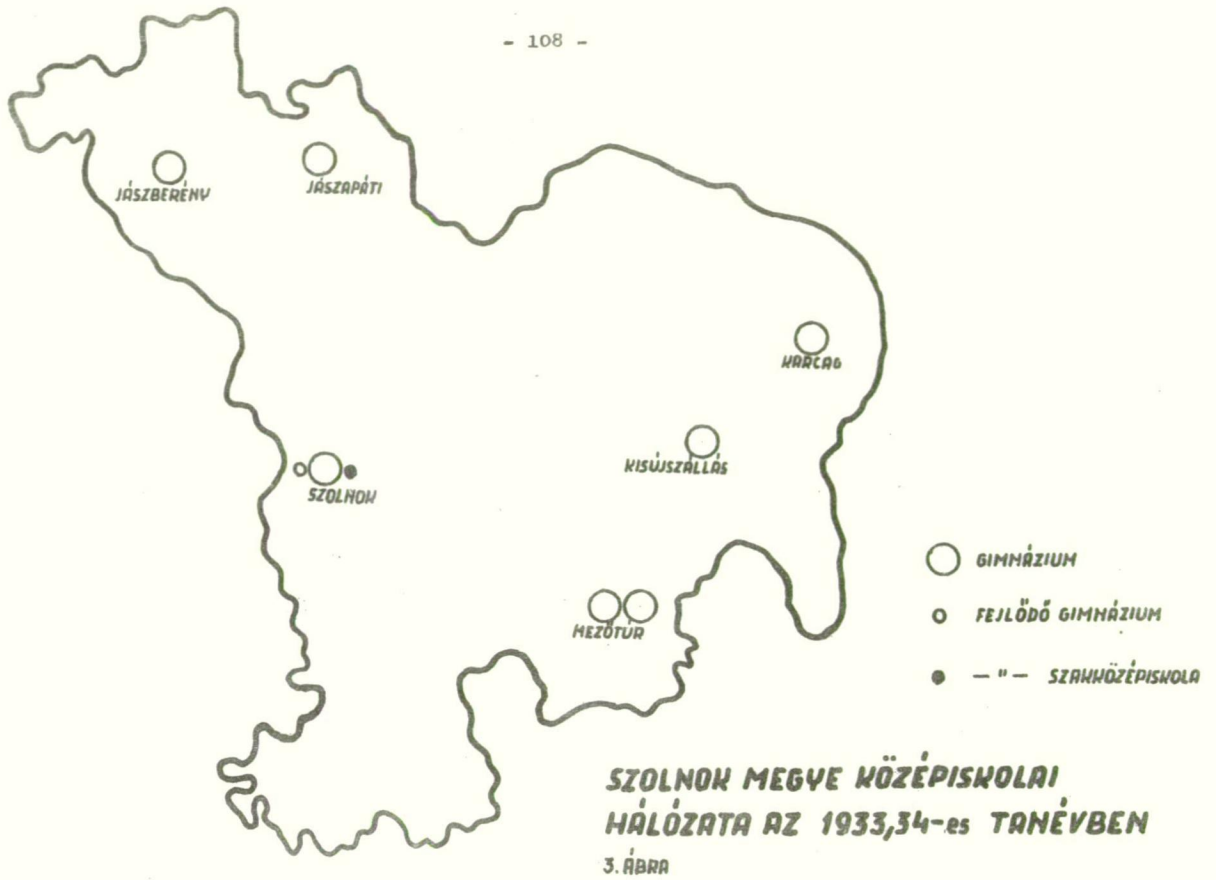 - 108 -
JÁSZBERÉNY
JÁSZAPÁTI
KARCAG
KISÚJSZÁLLÁS
SZOLNOK
MEZŐTÚR
GIMNÁZIUM
FEJLŐDŐ GIMNÁZIUM
— " — SZAKKÖZÉPISKOLA
SZOLNOK MEGYE KÖZÉPISKOLAI
HÁLÓZATA AZ 1933,34-es TANÉVBEN
3. ÁBRA